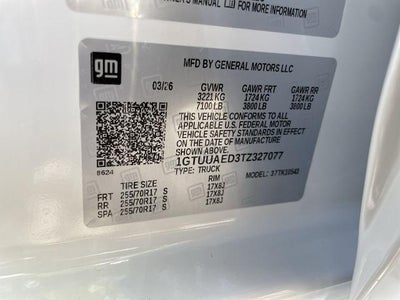 OWNER'S MANUAL FOR MORE INFORMATION
gm
MFD BY GENERAL MOTORS LLC
03/26 GVWR GAWR FRT GAWR RR
3221 KG 1724 KG 1724 KG
7100 LB 3800 LB 3800 LB
THIS VEHICLE CONFORMS TO ALL
APPLICABLE U.S. FEDERAL MOTOR
VEHICLE SAFETY STANDARDS IN
EFFECT ON THE DATE OF MANUFACTURE
SHOWN ABOVE.
1GTUUAED3TZ327077
8624
TYPE: TRUCK MODEL:
TIRE SIZE RIM
FRT 255/70R17 S 17X8J
RR 255/70R17 S 17X8J
SPA 255/70R17 S 17X8J